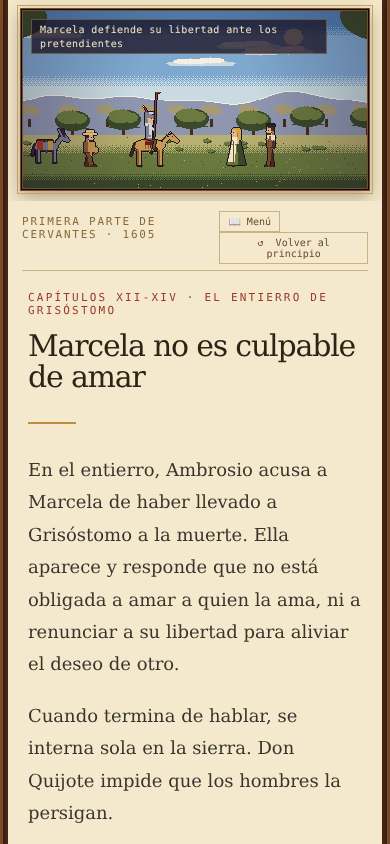 Marcela defiende su libertad ante los
pretendientes
PRIMERA PARTE DE
CERVANTES · 1605
📖 Menú
↺ Volver al
principio
CAPÍTULOS XII-XIV · EL ENTIERRO DE
GRISÓSTOMO
Marcela no es culpable
de amar
En el entierro, Ambrosio acusa a
Marcela de haber llevado a
Grisóstomo a la muerte. Ella
aparece y responde que no está
obligada a amar a quien la ama, ni a
renunciar a su libertad para aliviar
el deseo de otro.
Cuando termina de hablar, se
interna sola en la sierra. Don
Quijote impide que los hombres la
persigan.